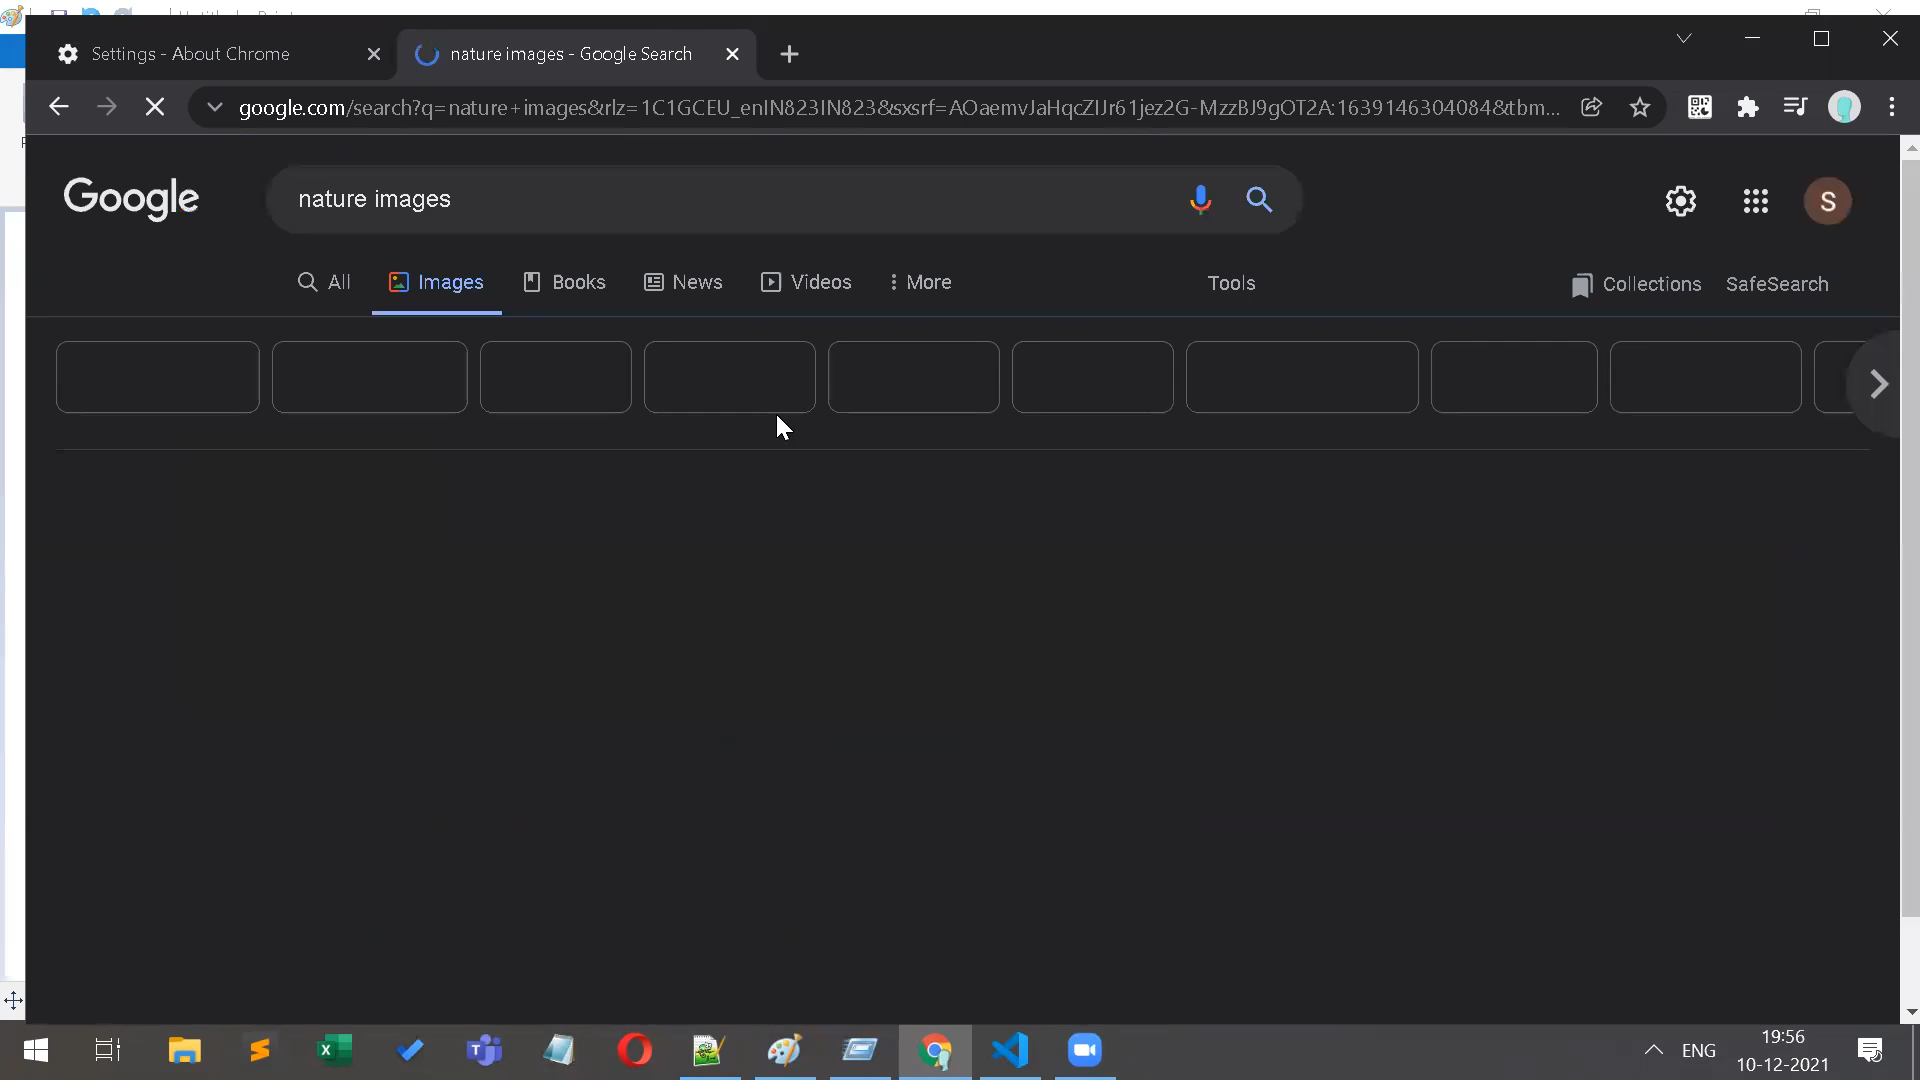 Settings - About Chrome
nature images - Google Search
google.com/search?q=nature+images&rlz=1C1GCEU_enIN823IN823&sxsrf=AOaemvJaHqcZIJr61jez2G-MzzBJ9gOT2A:1639146304084&tbm...
Google
nature images
S
All
Images
Books
News
Videos
More
Tools
Collections
SafeSearch
ENG
19:56
10-12-2021